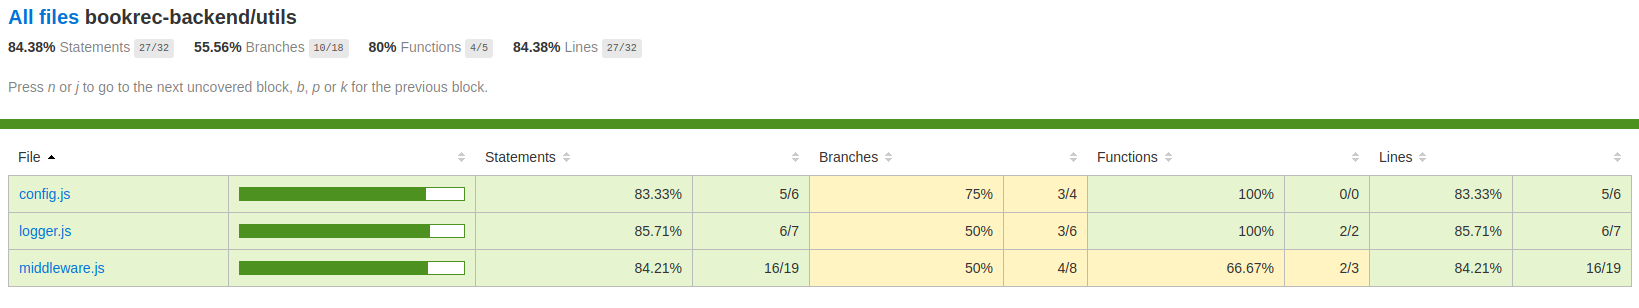 All files bookrec-backend/utils
84.38% Statements 27/32 55.56% Branches 10/18 80% Functions 4/5 84.38% Lines 27/32
Press n or j to go to the next uncovered block, b, p or k for the previous block.
File Statements Branches Functions Lines
config.js 83.33% 5/6 75% 3/4 100% 0/0 83.33% 5/6
logger.js 85.71% 6/7 50% 3/6 100% 2/2 85.71% 6/7
middleware.js 84.21% 16/19 50% 4/8 66.67% 2/3 84.21% 16/19